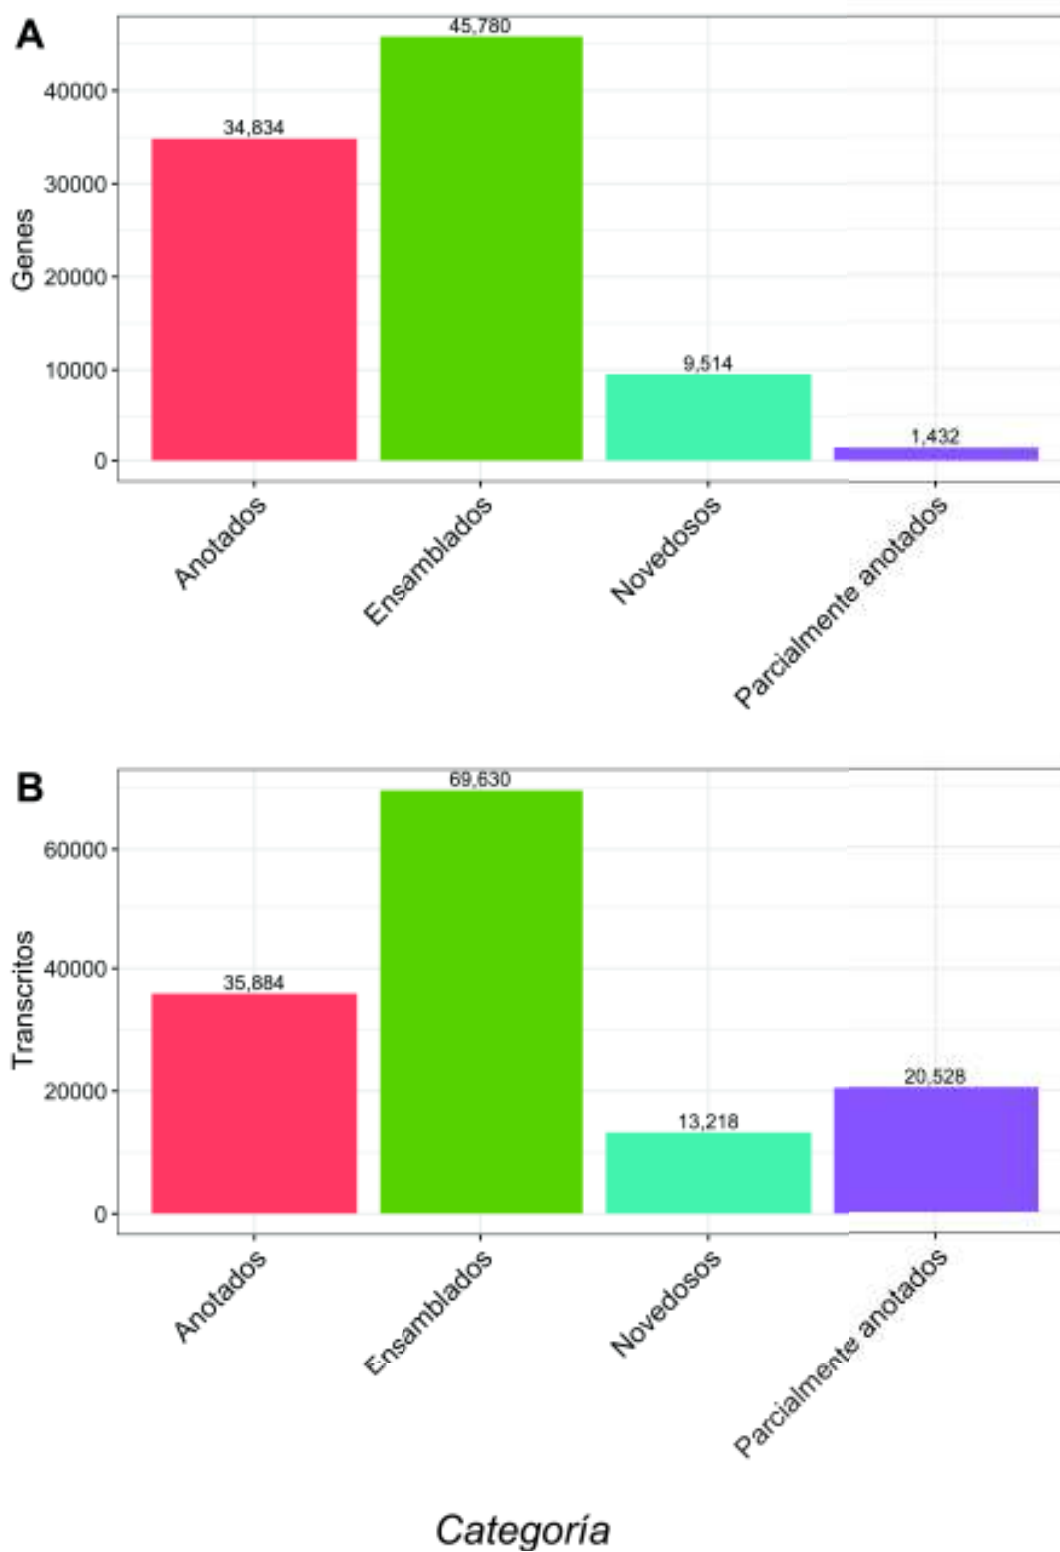 A
45,780
40000
34,834
30000
Genes
20000
10000
9,514
1,432
0
Anotados
Ensamblados
Novedosos
Parcialmente anotados
B
69,630
60000
Transcritos
40000
35,884
20000
20,528
13,218
0
Anotados
Ensamblados
Novedosos
Parcialmente anotados
Categoría